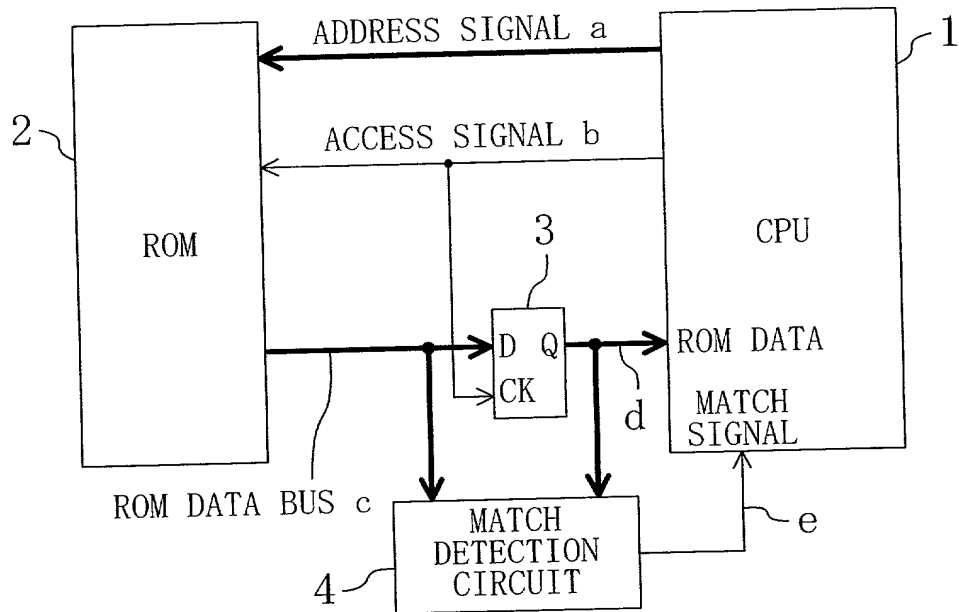 ADDRESS SIGNAL a
1
2
ACCESS SIGNAL b
ROM
CPU
3
D Q
CK
ROM DATA
d
MATCH
SIGNAL
ROM DATA BUS c
MATCH
DETECTION
CIRCUIT
4
e